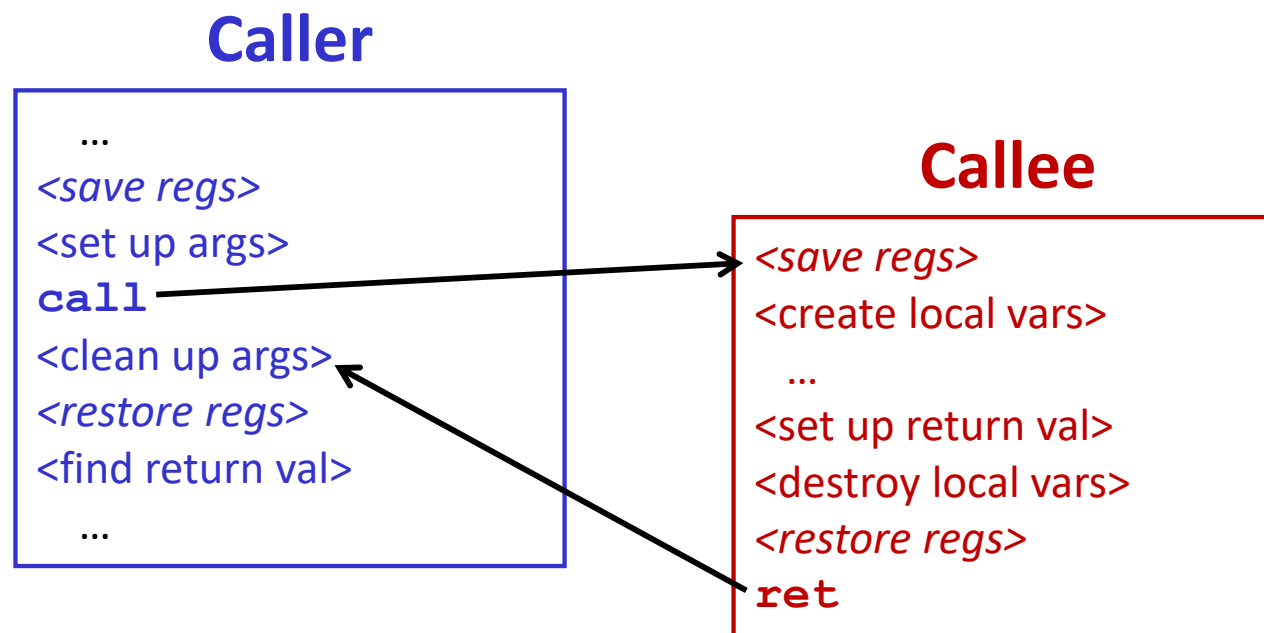 Caller
...
<save regs>
<set up args>
call
<clean up args>
<restore regs>
<find return val>
...
Callee
<save regs>
<create local vars>
...
<set up return val>
<destroy local vars>
<restore regs>
ret